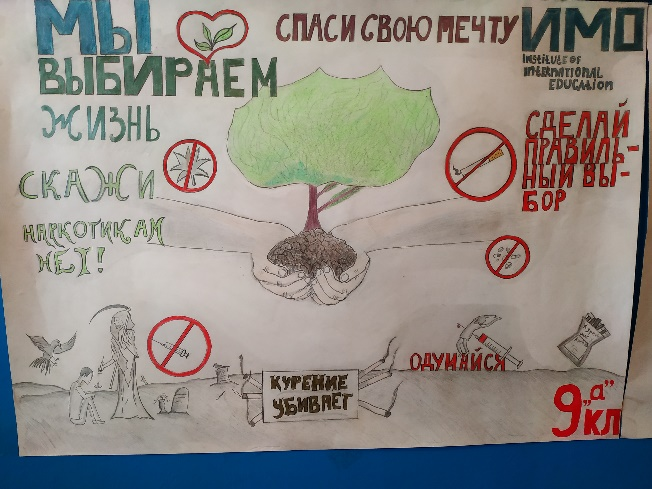 МЫ
ВЫБИРАЕМ
ЖИЗНЬ
СПАСИ СВОЮ МЕЧТУ
ИМО
INSTITUTE OF
INTERNATIONAL
EDUCATION
СКАЖИ
НАРКОТИКАМ
НЕТ!
СДЕЛАЙ
ПРАВИЛЬ-
НЫЙ ВЫ-
БОР
ОДУМАЙСЯ
КУРЕНИЕ
УБИВАЕТ
9 „а“
кл